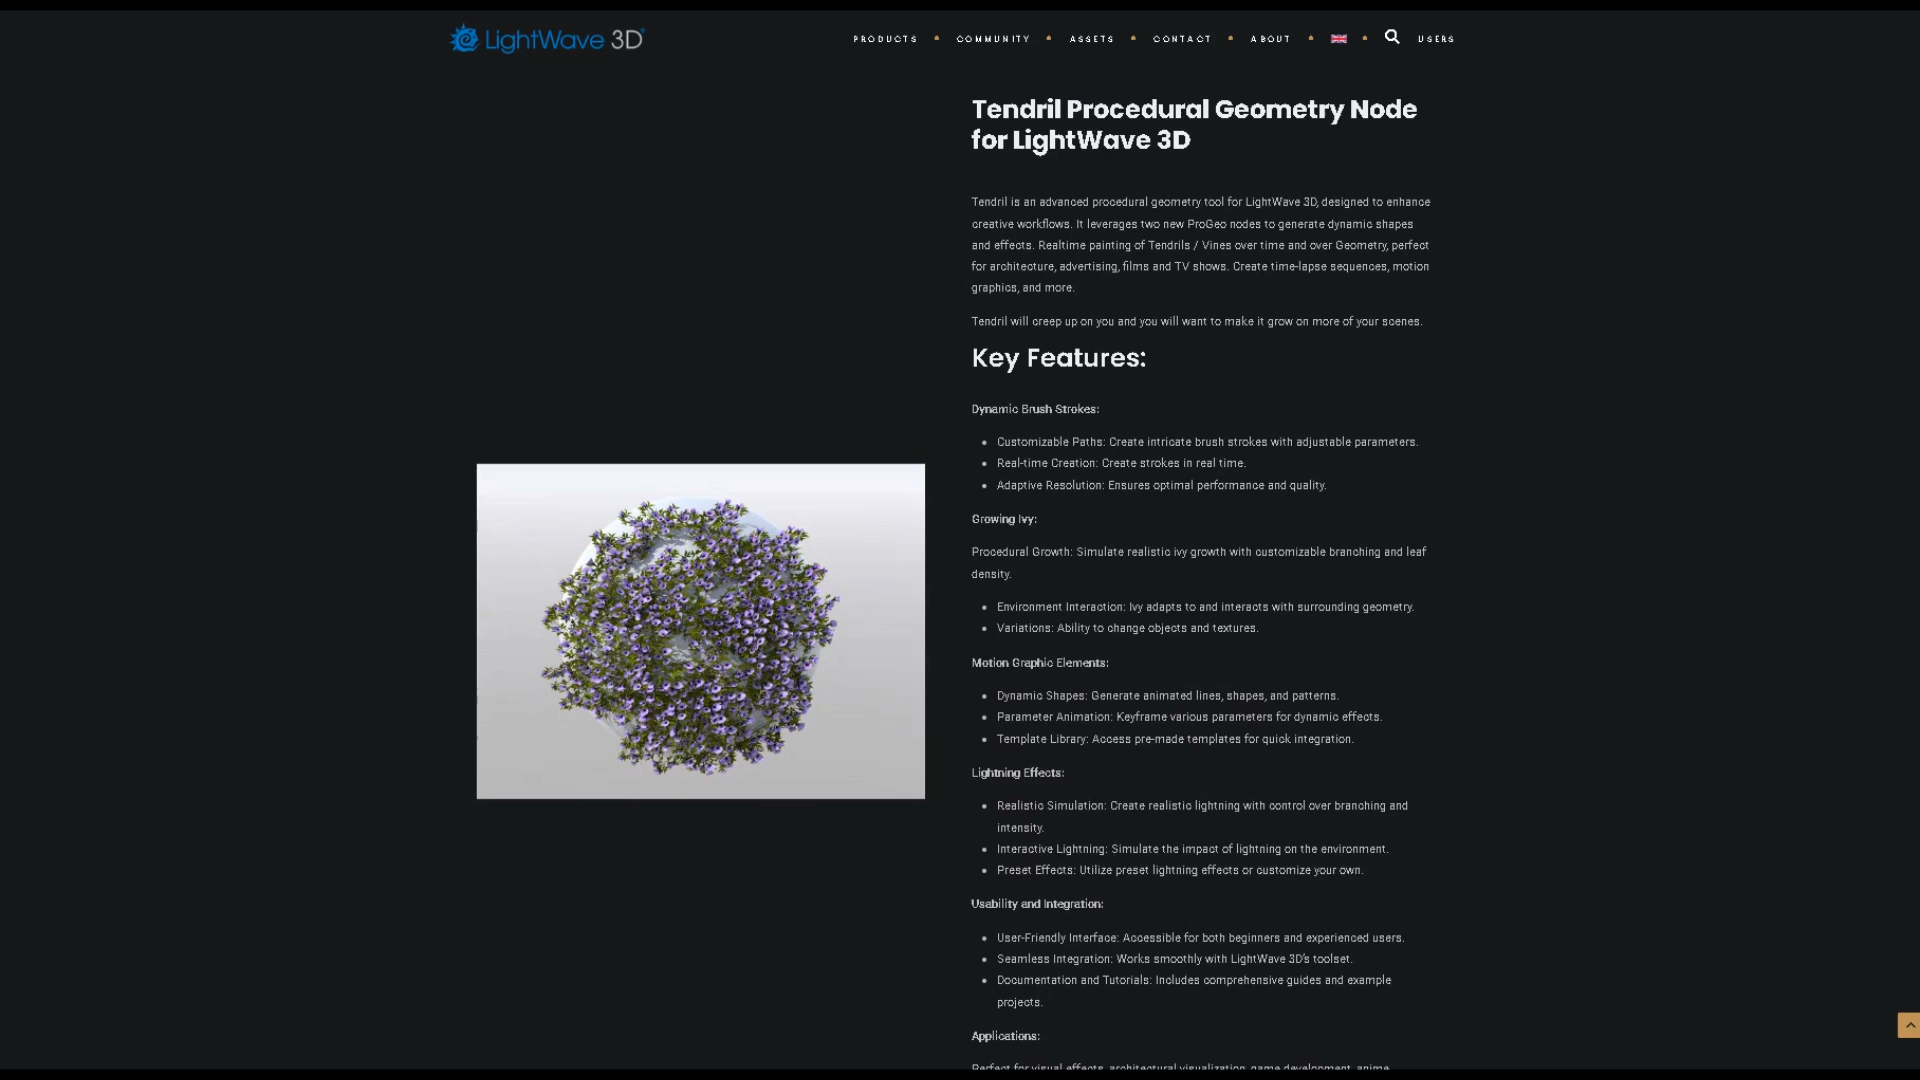 LightWave 3D®
PRODUCTS • COMMUNITY • ASSETS • CONTACT • ABOUT • • USERS
Tendril Procedural Geometry Node
for LightWave 3D
Tendril is an advanced procedural geometry tool for LightWave 3D, designed to enhance
creative workflows. It leverages two new ProGeo nodes to generate dynamic shapes
and effects. Realtime painting of Tendrils / Vines over time and over Geometry, perfect
for architecture, advertising, films and TV shows. Create time-lapse sequences, motion
graphics, and more.
Tendril will creep up on you and you will want to make it grow on more of your scenes.
Key Features:
Dynamic Brush Strokes:
• Customizable Paths: Create intricate brush strokes with adjustable parameters.
• Real-time Creation: Create strokes in real time.
• Adaptive Resolution: Ensures optimal performance and quality.
Growing Ivy:
Procedural Growth: Simulate realistic ivy growth with customizable branching and leaf
density.
• Environment Interaction: Ivy adapts to and interacts with surrounding geometry.
• Variations: Ability to change objects and textures.
Motion Graphic Elements:
• Dynamic Shapes: Generate animated lines, shapes, and patterns.
• Parameter Animation: Keyframe various parameters for dynamic effects.
• Template Library: Access pre-made templates for quick integration.
Lightning Effects:
• Realistic Simulation: Create realistic lightning with control over branching and
intensity.
• Interactive Lightning: Simulate the impact of lightning on the environment.
• Preset Effects: Utilize preset lightning effects or customize your own.
Usability and Integration:
• User-Friendly Interface: Accessible for both beginners and experienced users.
• Seamless Integration: Works smoothly with LightWave 3D's toolset.
• Documentation and Tutorials: Includes comprehensive guides and example
projects.
Applications:
Perfect for visual effects, architectural visualization, game development, anime